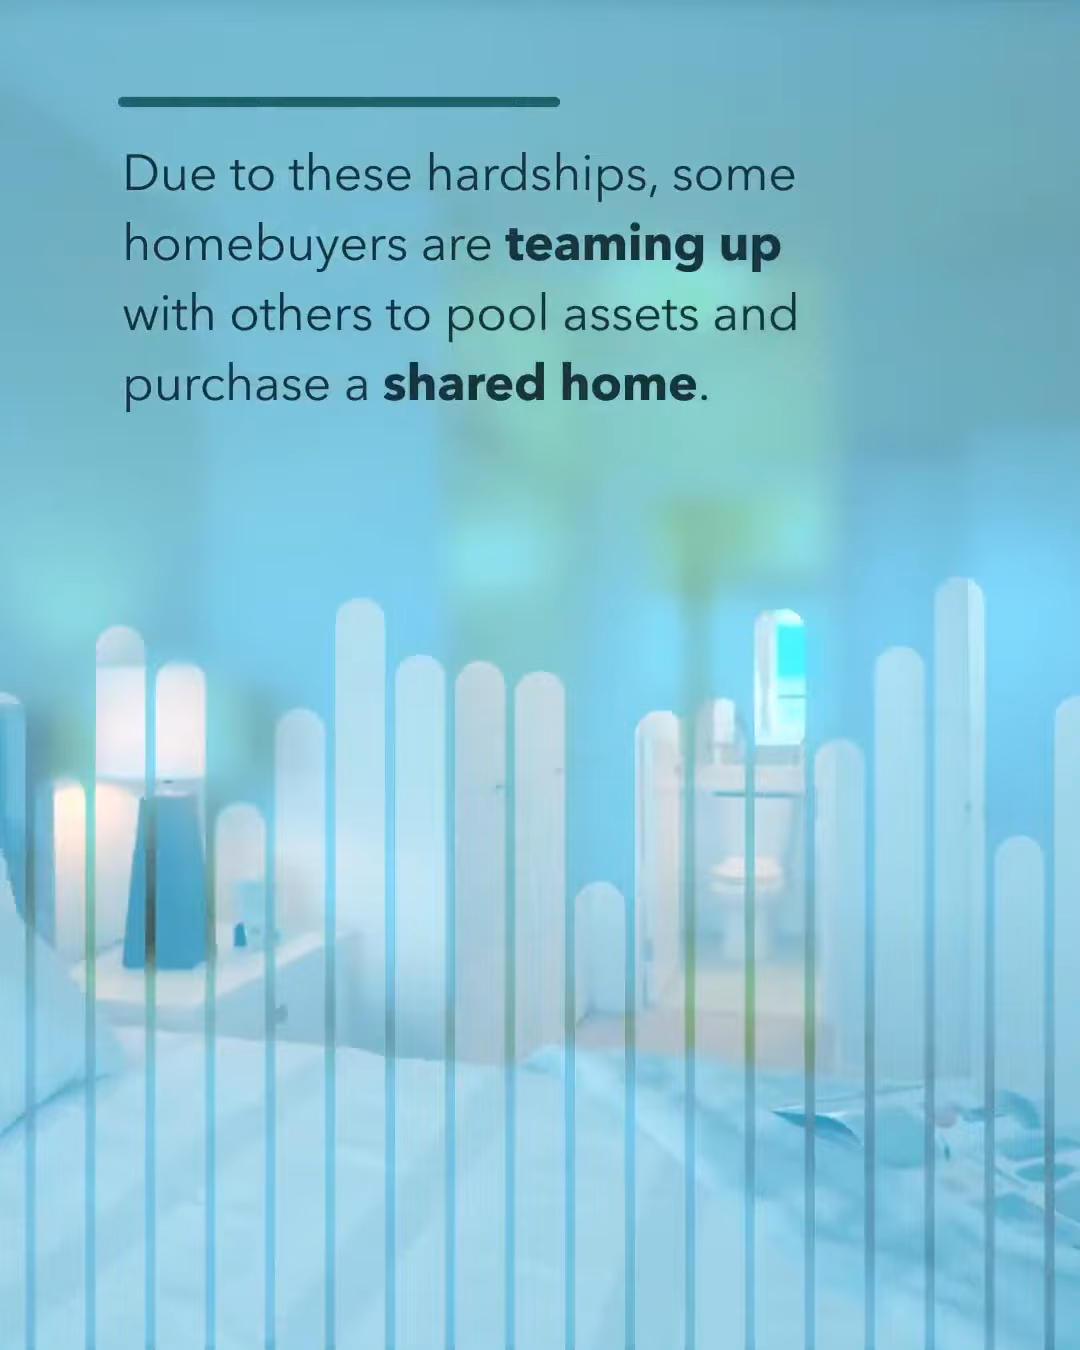 Due to these hardships, some
homebuyers are teaming up
with others to pool assets and
purchase a shared home.